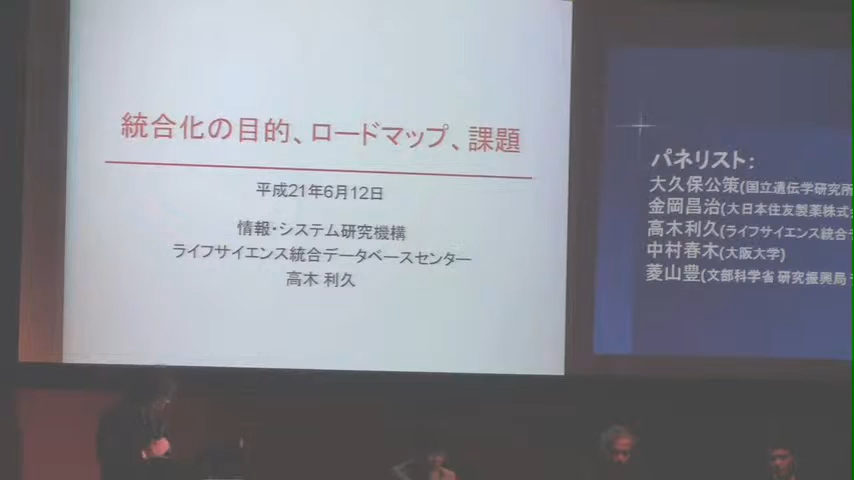 統合化の目的、ロードマップ、課題
平成21年6月12日
情報・システム研究機構
ライフサイエンス統合データベースセンター
高木 利久
パネリスト:
大久保公策(国立遺伝学研究所
金岡昌治(大日本住友製薬株式
高木利久(ライフサイエンス統合
中村春木(大阪大学)
菱山豊(文部科学省 研究振興局